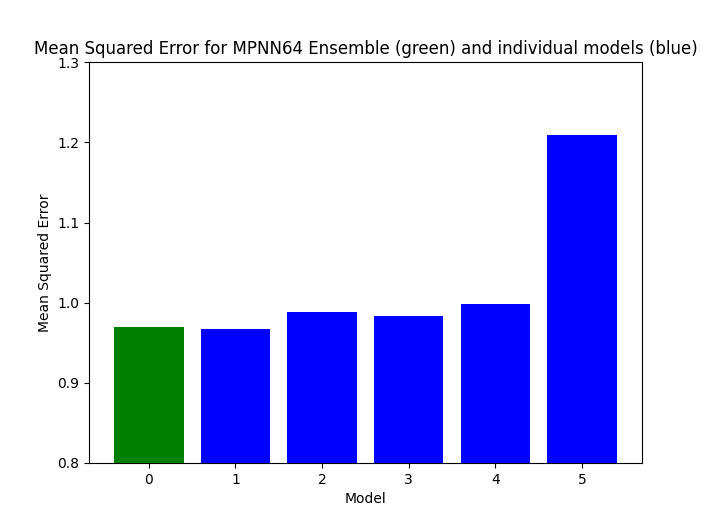 Mean Squared Error for MPNN64 Ensemble (green) and individual models (blue)
1.3
1.2
1.1
1.0
0.9
0.8
Mean Squared Error
0 1 2 3 4 5
Model